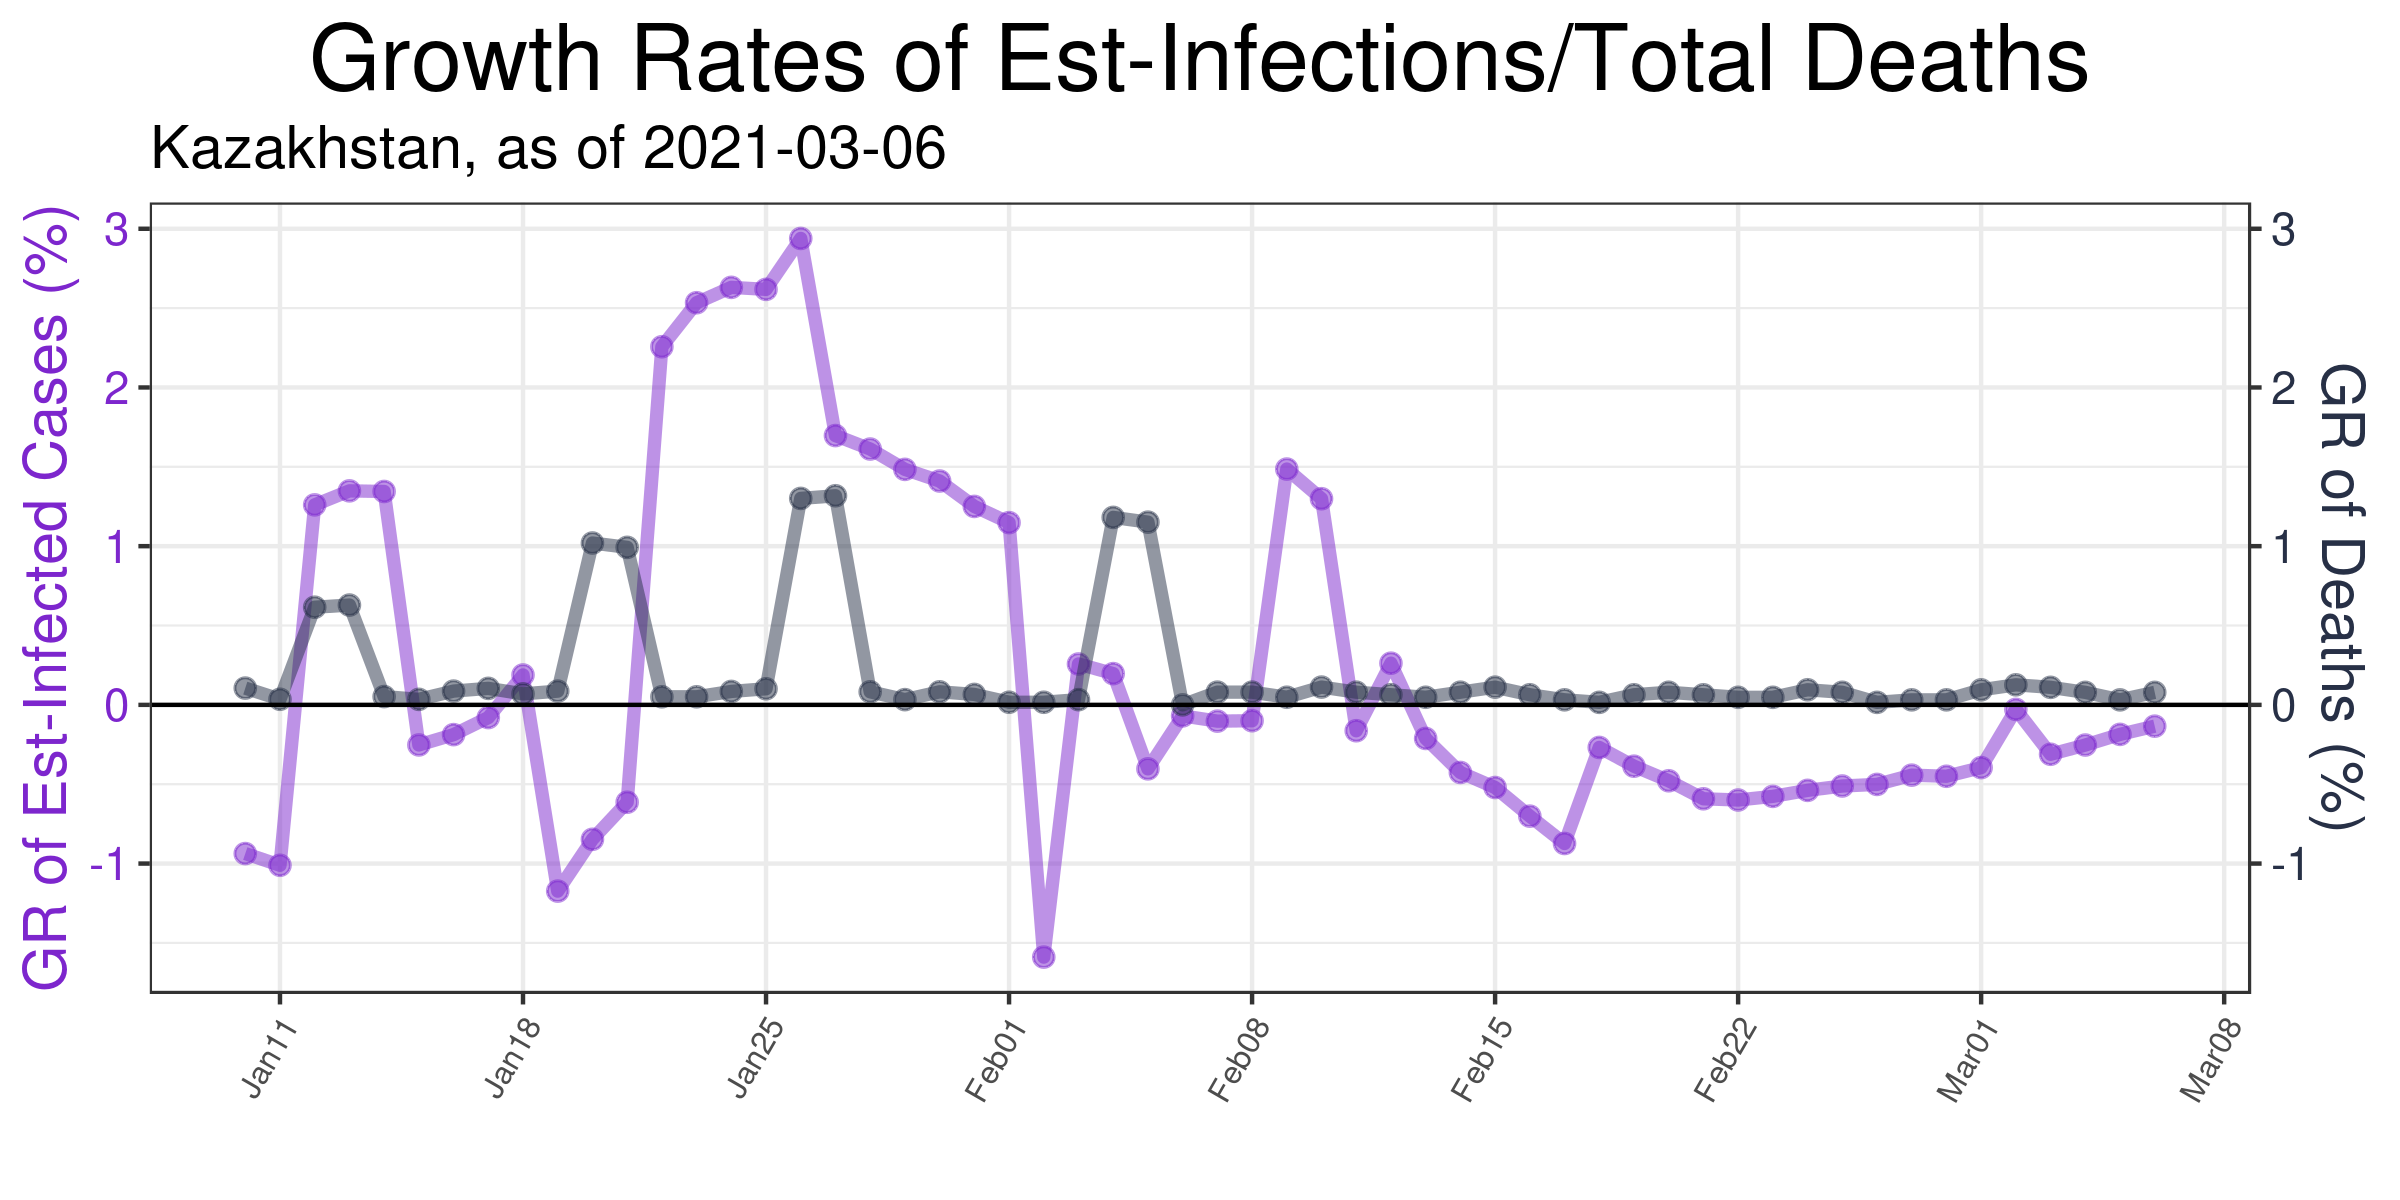 Growth Rates of Est-Infections/Total Deaths
Kazakhstan, as of 2021-03-06
GR of Est-Infected Cases (%)
3
2
1
0
-1
3
2
1
0
-1
GR of Deaths (%)
Jan11
Jan18
Jan25
Feb01
Feb08
Feb15
Feb22
Mar01
Mar08